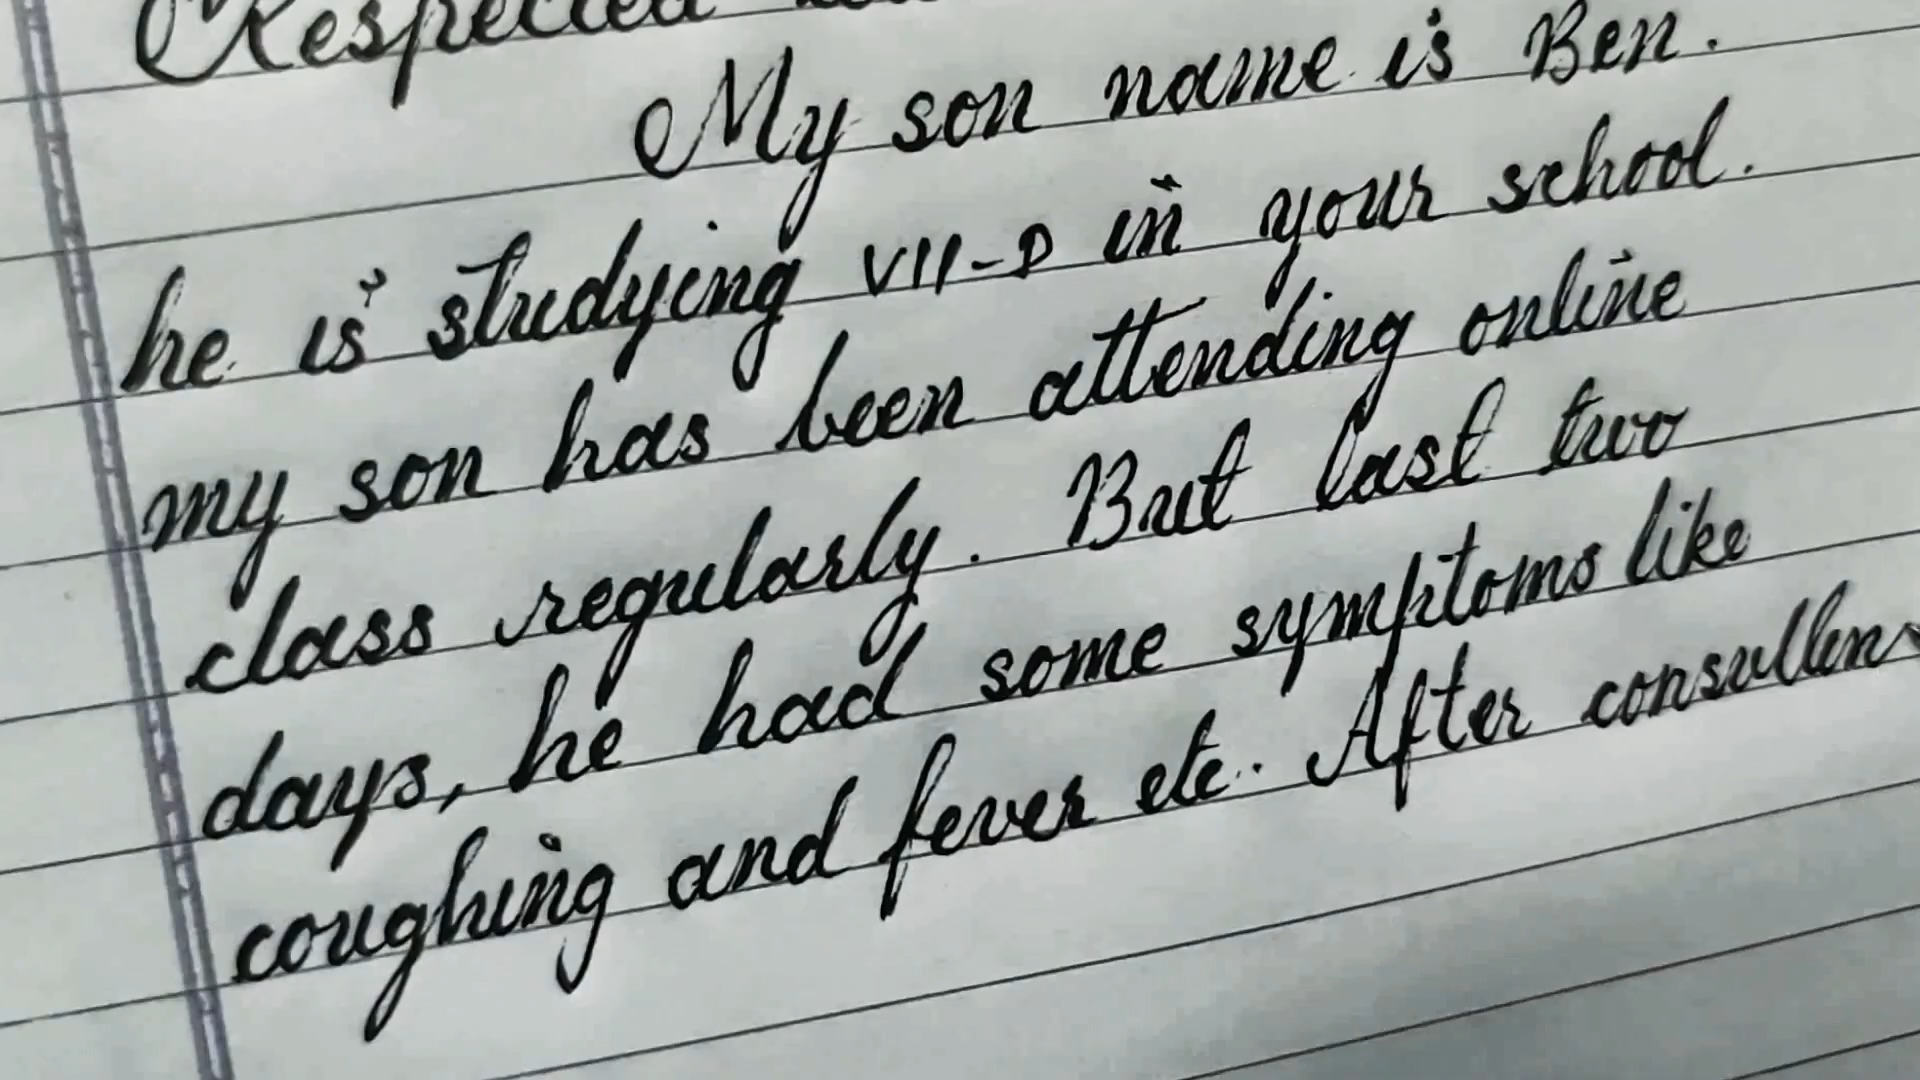 Respected
My son name is Ben.
he is studying VII-D in your school.
my son has been attending online
class regularly. But last two
days, he had some symptoms like
coughing and fever etc. After